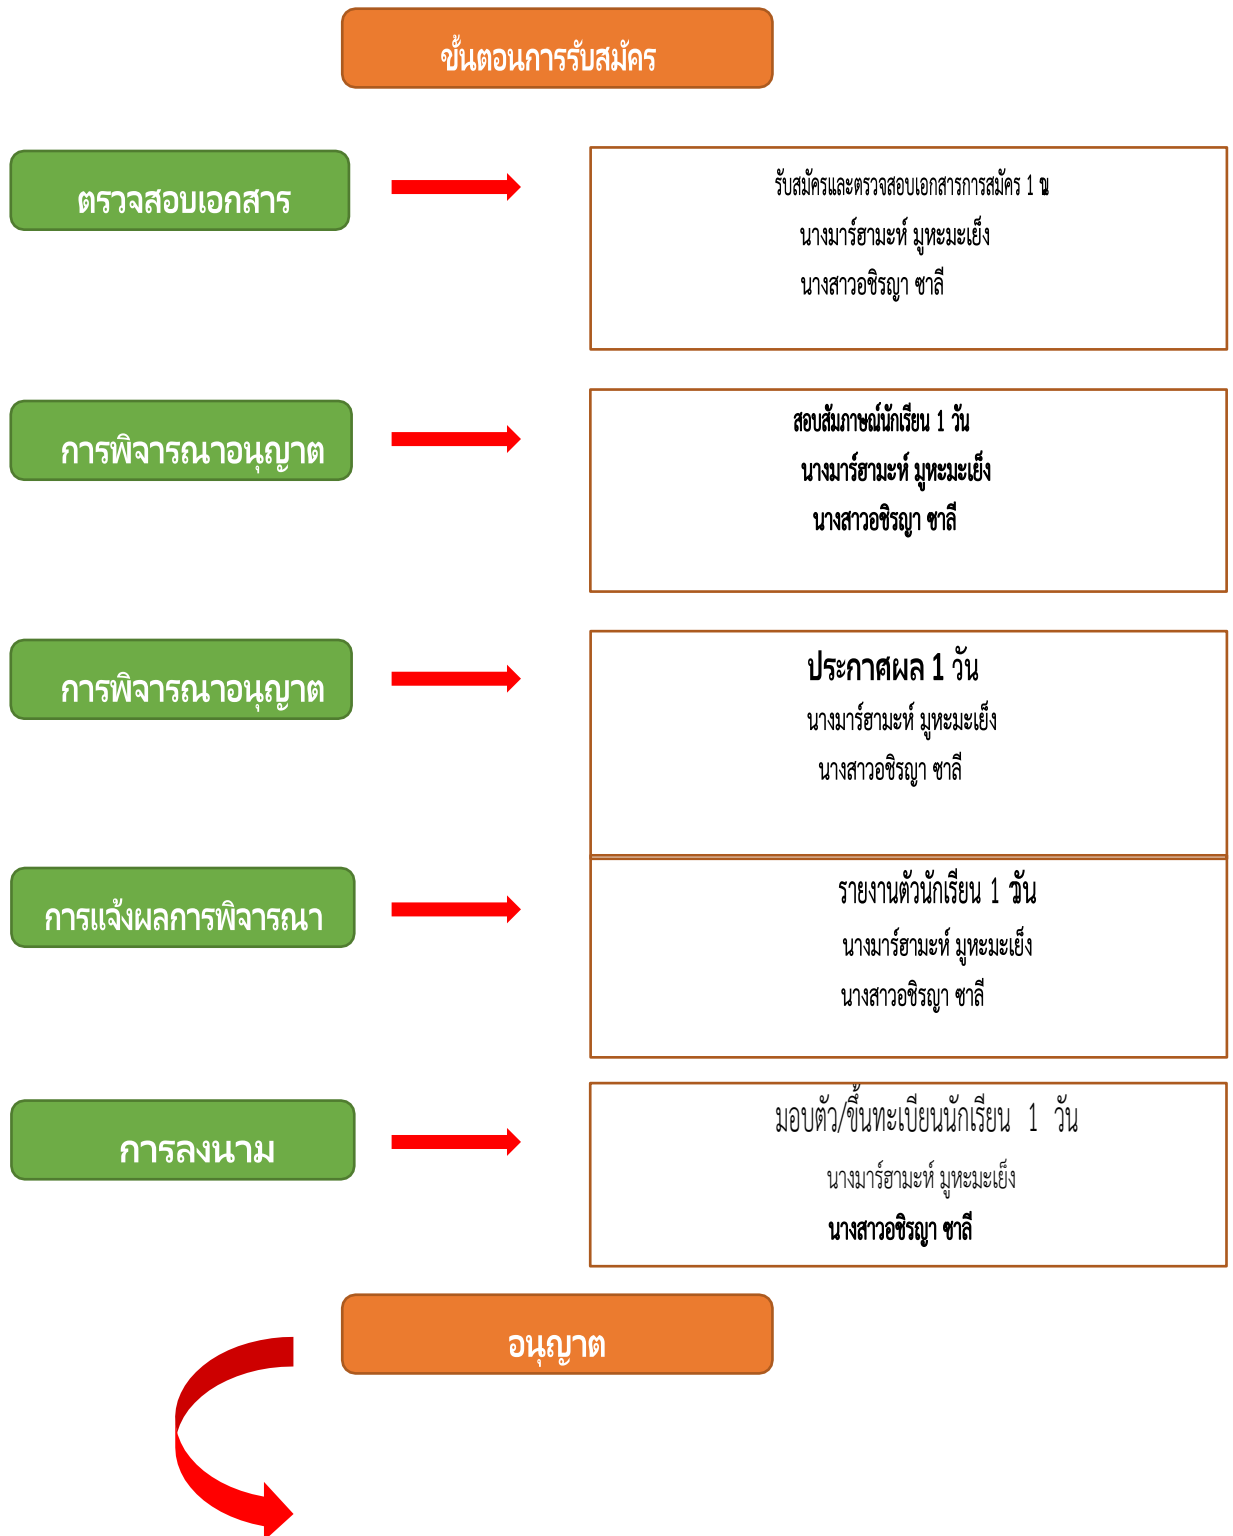 ขั้นตอนการรับสมัคร
ตรวจสอบเอกสาร
รับสมัครและตรวจสอบเอกสารการสมัคร 1
นางมาร์ฮามะห์ มูหะมะเย็ง
นางสาวอชิรญา ซาลี
การพิจารณาอนุญาต
สอบสัมภาษณ์นักเรียน 1 วัน
นางมาร์ฮามะห์ มูหะมะเย็ง
นางสาวอชิรญา ซาลี
การพิจารณาอนุญาต
ประกาศผล 1 วัน
นางมาร์ฮามะห์ มูหะมะเย็ง
นางสาวอชิรญา ซาลี
การแจ้งผลการพิจารณา
รายงานตัวนักเรียน 1 วัน
นางมาร์ฮามะห์ มูหะมะเย็ง
นางสาวอชิรญา ซาลี
การลงนาม
มอบตัว/ขึ้นทะเบียนนักเรียน 1 วัน
นางมาร์ฮามะห์ มูหะมะเย็ง
นางสาวอชิรญา ซาลี
อนุญาต